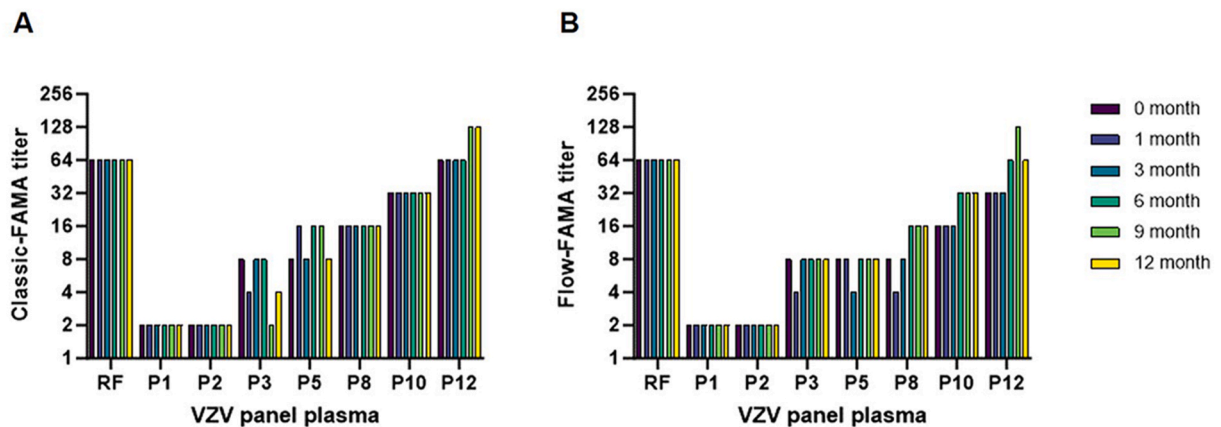 A
Classic-FAMA titer
256
128
64
32
16
8
4
2
1
RF P1 P2 P3 P5 P8 P10 P12
VZV panel plasma
B
Flow-FAMA titer
256
128
64
32
16
8
4
2
1
RF P1 P2 P3 P5 P8 P10 P12
VZV panel plasma
0 month
1 month
3 month
6 month
9 month
12 month